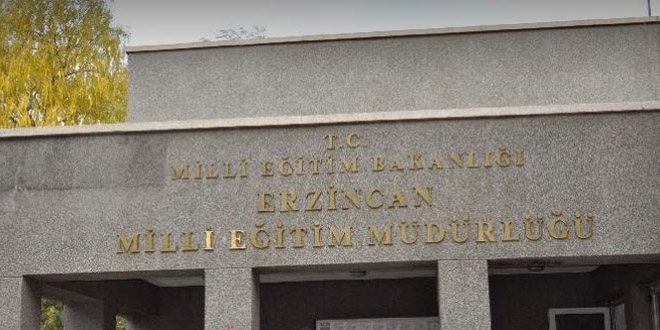 T.C.
MİLLİ EĞİTİM BAKANLIĞI
ERZİNCAN
MİLLİ EĞİTİM MÜDÜRLÜĞÜ